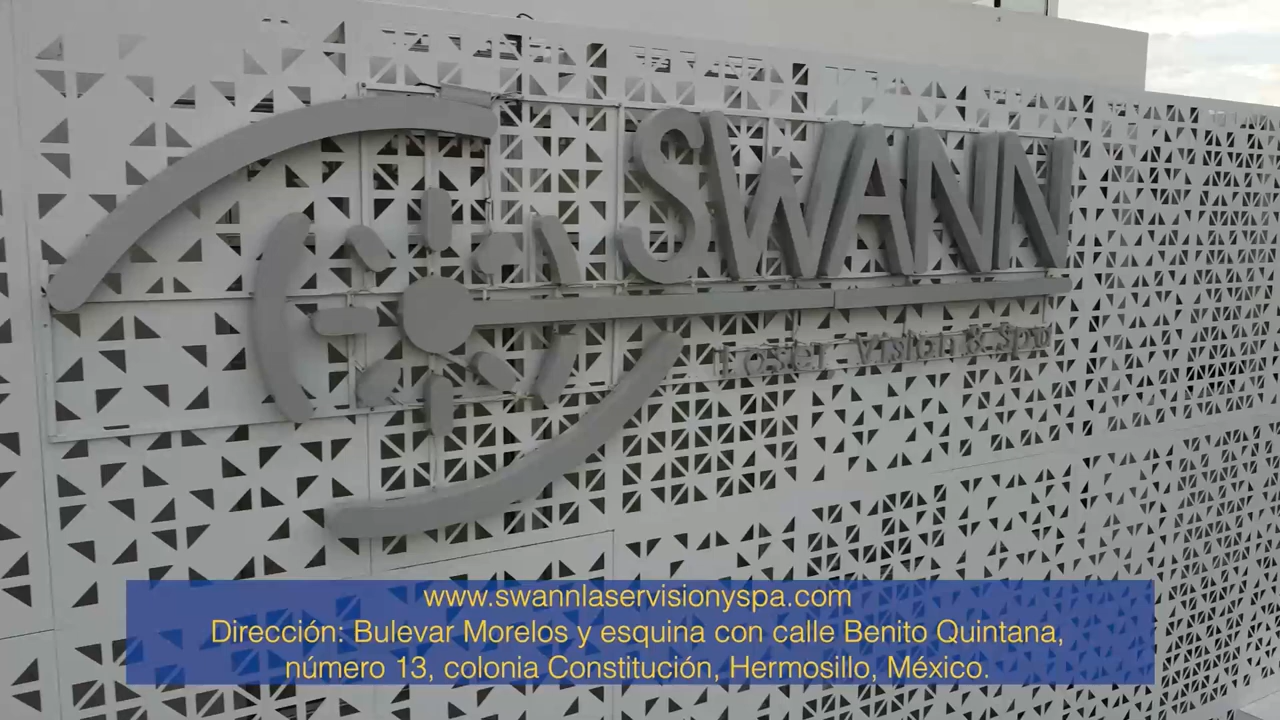 SWANN
Laser Vision & Spa
www.swannlaservisionyspa.com
Dirección: Bulevar Morelos y esquina con calle Benito Quintana,
número 13, colonia Constitución, Hermosillo, México.